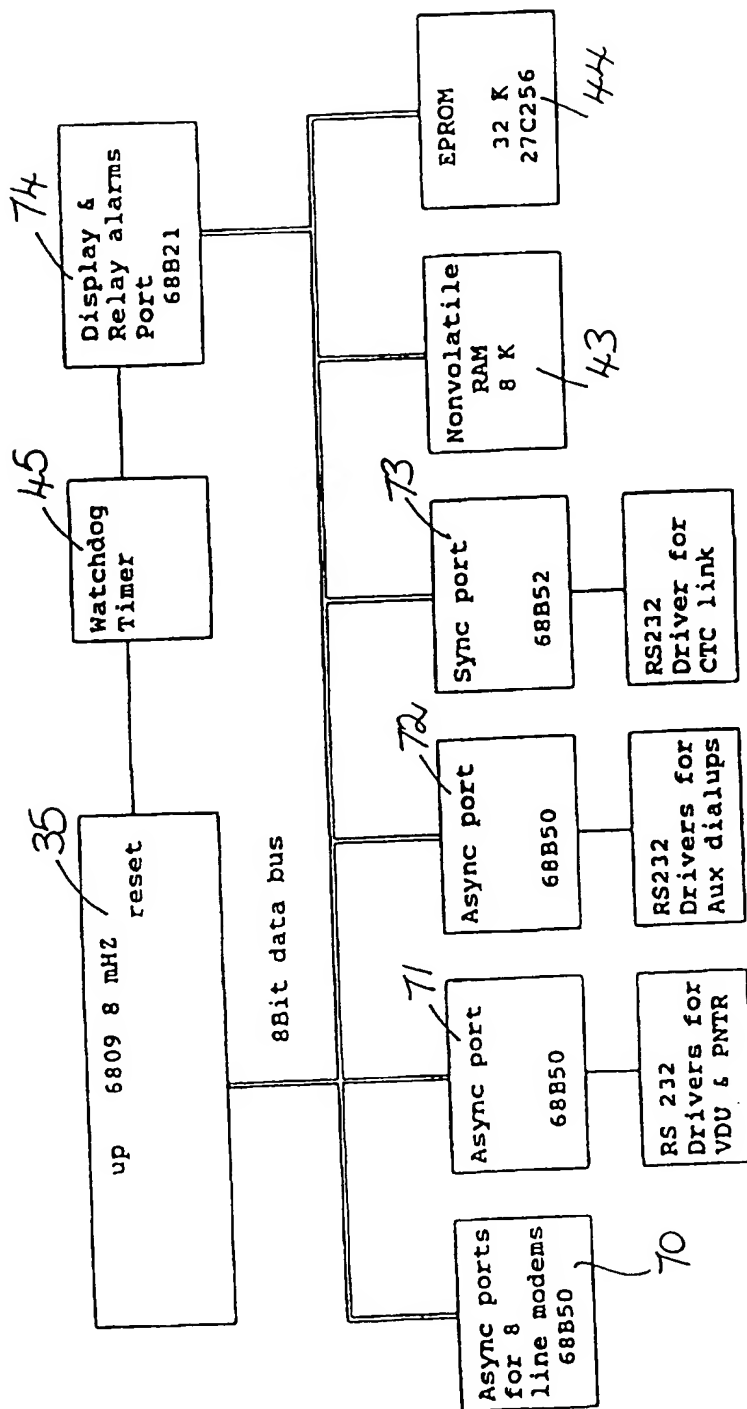 35
up 6809 8 mHZ
reset
45
Watchdog
Timer
74
Display &
Relay alarms
Port
68B21
8Bit data bus
Async ports
for 8
line modems
68B50
70
71
Async port
68B50
72
Async port
68B50
73
Sync port
68B52
Nonvolatile
RAM
8 K
43
EPROM
32 K
27C256
44
RS 232
Drivers for
VDU & PNTR
RS232
Drivers for
Aux dialups
RS232
Driver for
CTC link